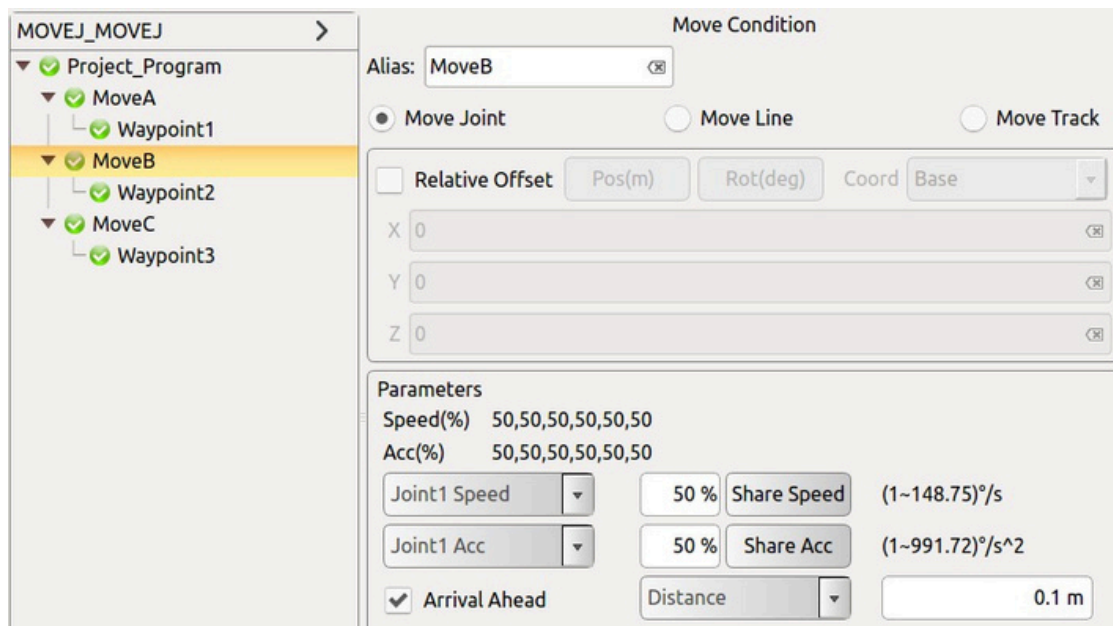 MOVEJ_MOVEJ
Project_Program
MoveA
Waypoint1
MoveB
Waypoint2
MoveC
Waypoint3
Move Condition
Alias: MoveB
Move Joint Move Line Move Track
Relative Offset Pos(m) Rot(deg) Coord Base
X 0
Y 0
Z 0
Parameters
Speed(%) 50,50,50,50,50,50
Acc(%) 50,50,50,50,50,50
Joint1 Speed 50 % Share Speed (1~148.75)°/s
Joint1 Acc 50 % Share Acc (1~991.72)°/s^2
Arrival Ahead Distance 0.1 m